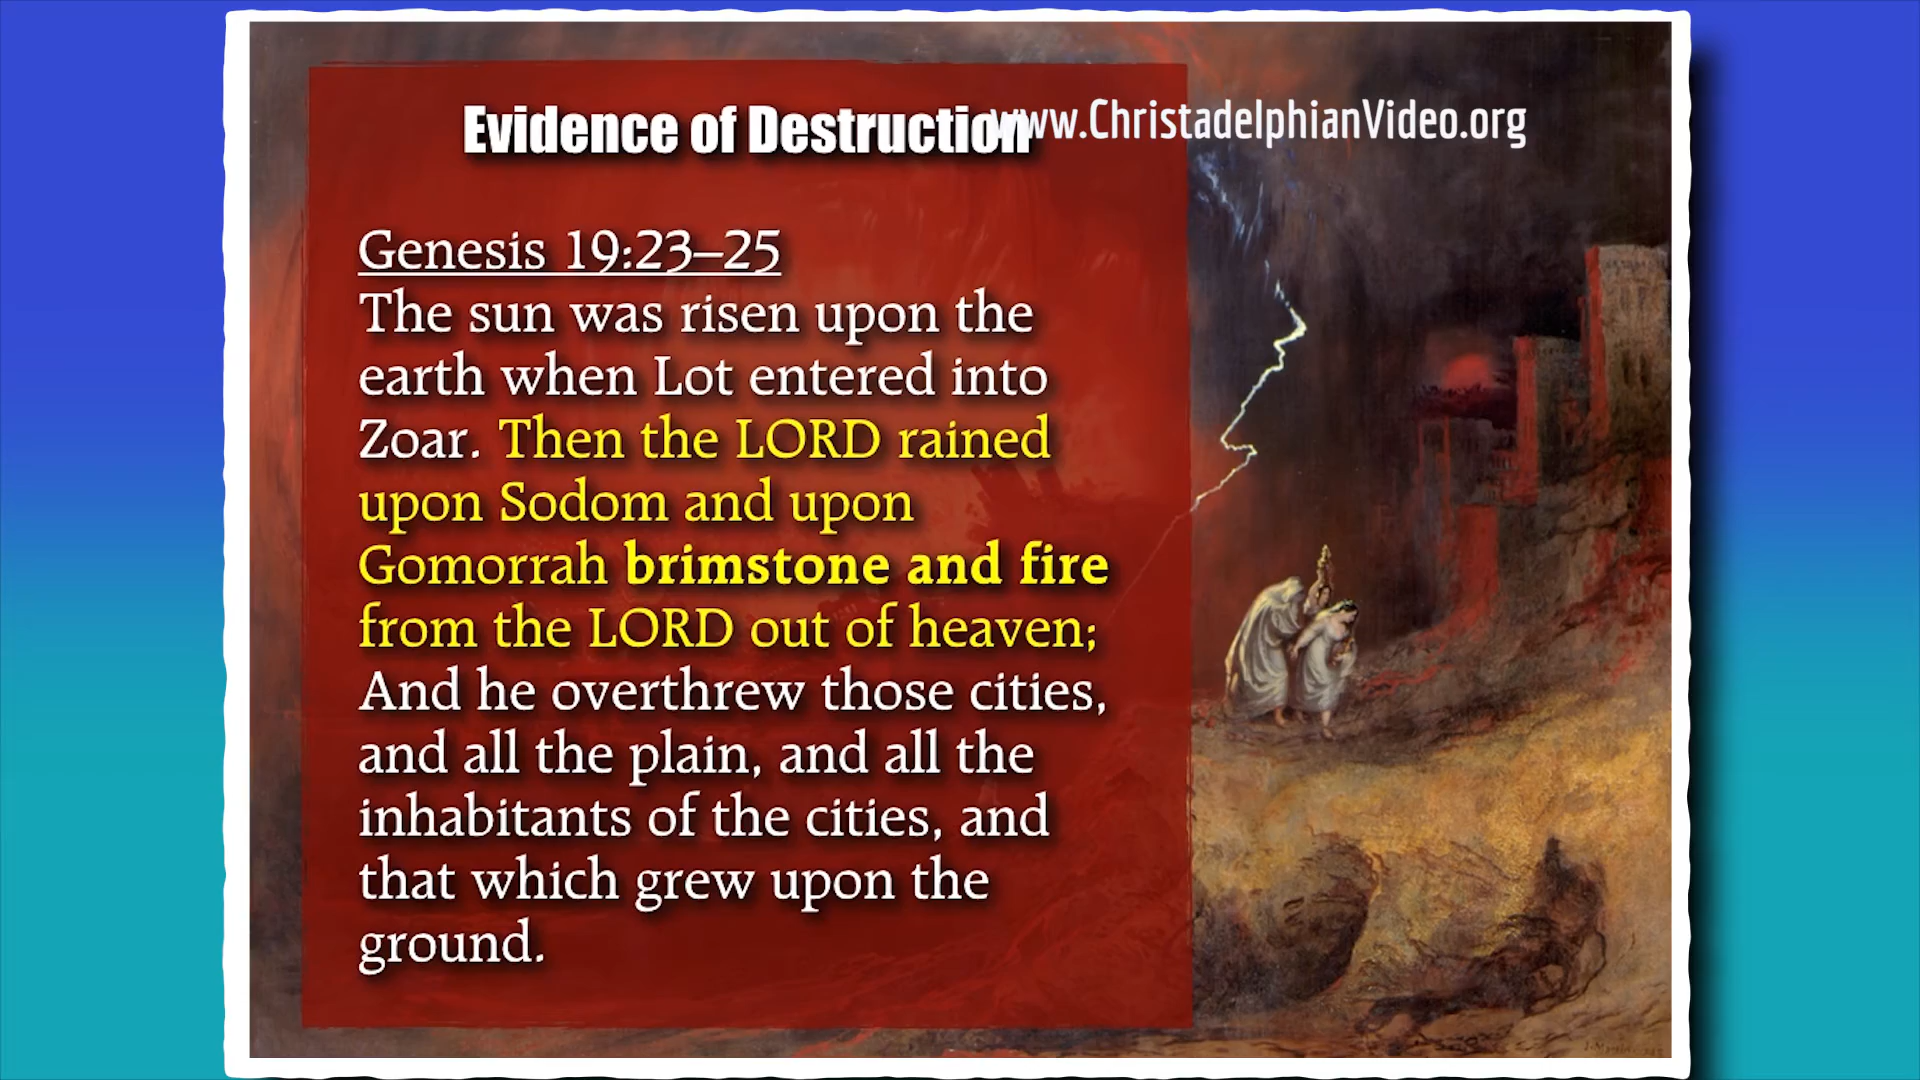 Evidence of Destruction
www.ChristadelphianVideo.org
Genesis 19:23–25
The sun was risen upon the
earth when Lot entered into
Zoar. Then the LORD rained
upon Sodom and upon
Gomorrah brimstone and fire
from the LORD out of heaven;
And he overthrew those cities,
and all the plain, and all the
inhabitants of the cities, and
that which grew upon the
ground.